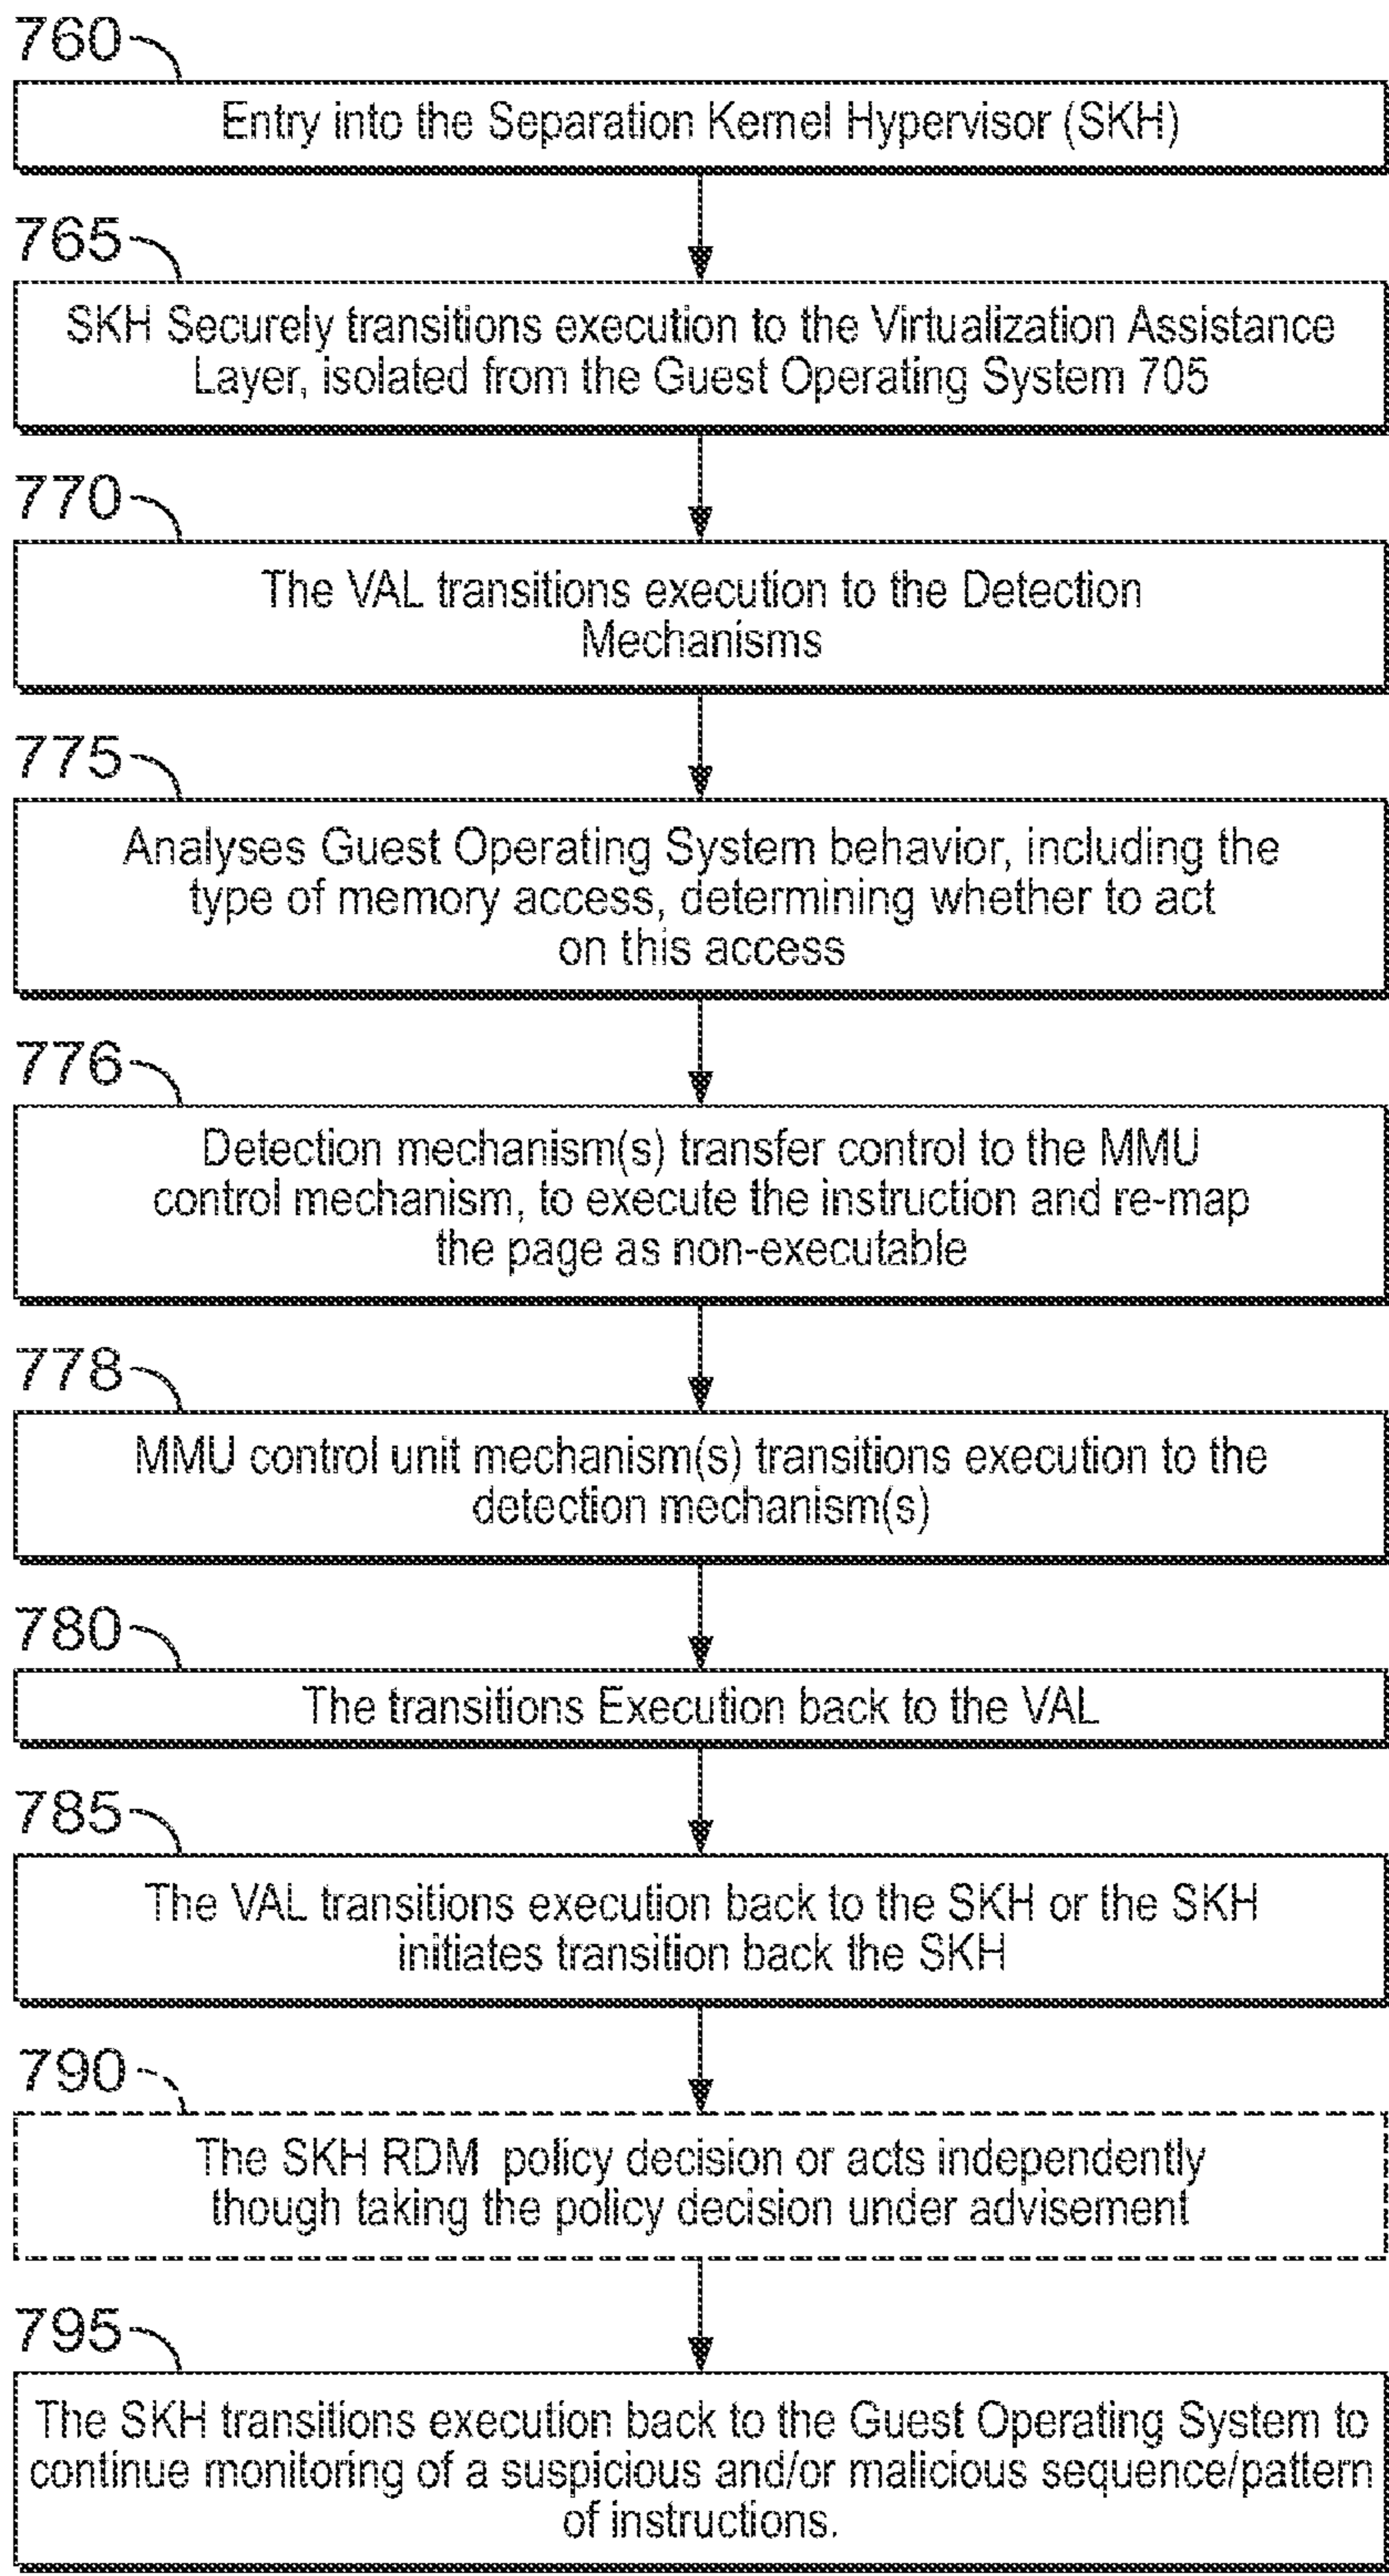 760
Entry into the Separation Kernel Hypervisor (SKH)
765
SKH Securely transitions execution to the Virtualization Assistance
Layer, isolated from the Guest Operating System 705
770
The VAL transitions execution to the Detection
Mechanisms
775
Analyses Guest Operating System behavior, including the
type of memory access, determining whether to act
on this access
776
Detection mechanism(s) transfer control to the MMU
control mechanism, to execute the instruction and re-map
the page as non-executable
778
MMU control unit mechanism(s) transitions execution to the
detection mechanism(s)
780
The transitions Execution back to the VAL
785
The VAL transitions execution back to the SKH or the SKH
initiates transition back the SKH
790
The SKH RDM policy decision or acts independently
though taking the policy decision under advisement
795
The SKH transitions execution back to the Guest Operating System to
continue monitoring of a suspicious and/or malicious sequence/pattern
of instructions.